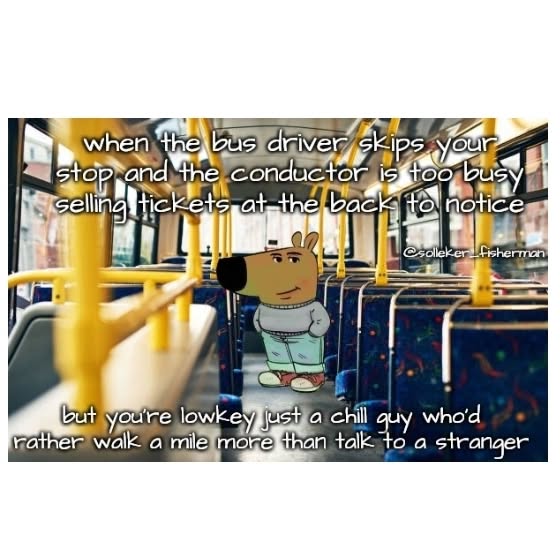 when the bus driver skips your
stop and the conductor is too busy
selling tickets at the back to notice
@solleker_fisherman
but you're lowkey just a chill guy who'd
rather walk a mile more than talk to a stranger